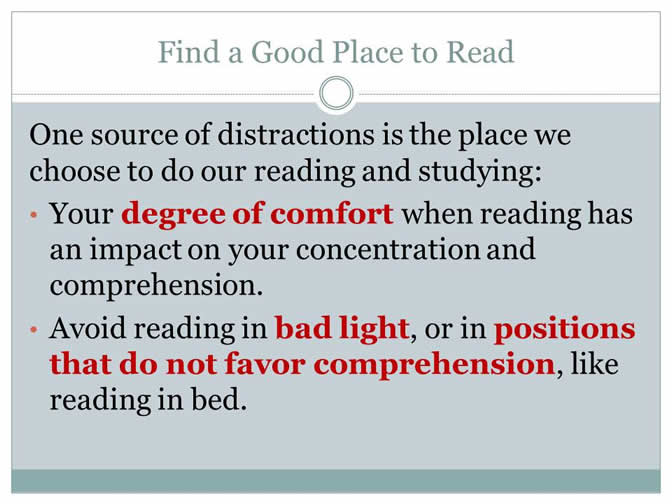 Find a Good Place to Read
One source of distractions is the place we
choose to do our reading and studying:
• Your degree of comfort when reading has
an impact on your concentration and
comprehension.
• Avoid reading in bad light, or in positions
that do not favor comprehension, like
reading in bed.